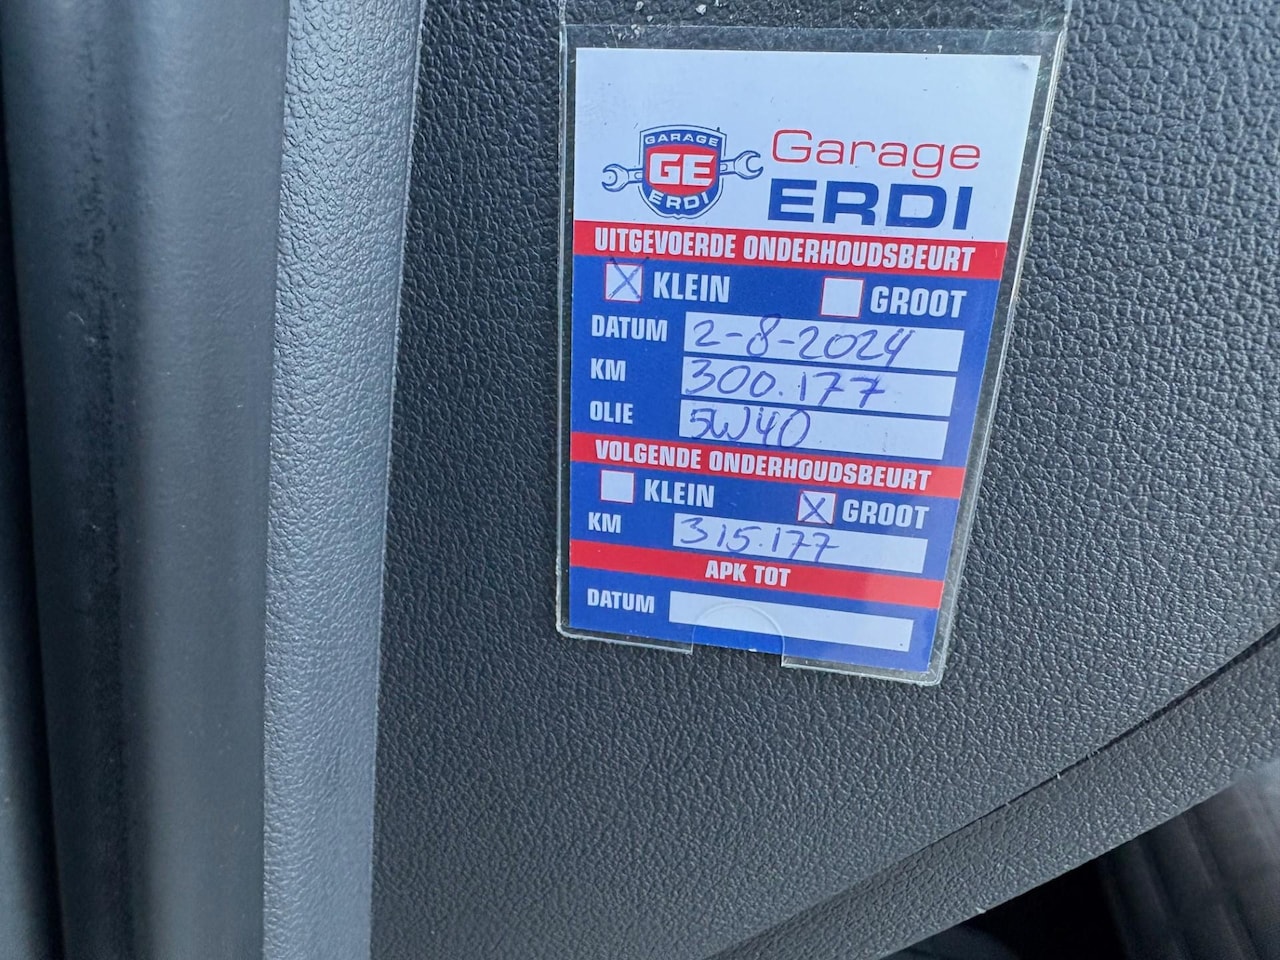 GARAGE
GE
ERDI
Garage
ERDI
UITGEVOERDE ONDERHOUDSBEURT
X KLEIN GROOT
DATUM 2-8-2024
KM 300.177
OLIE 5W40
VOLGENDE ONDERHOUDSBEURT
KLEIN X GROOT
KM 315.177
APK TOT
DATUM